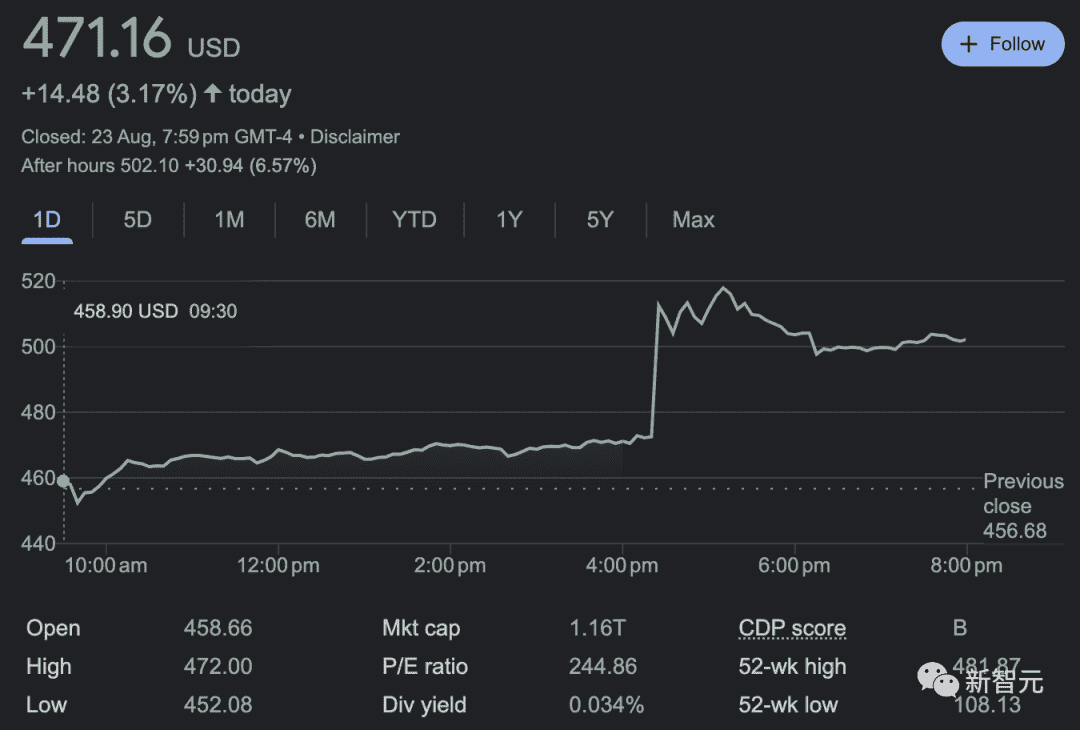 471.16 USD
+ Follow
+14.48 (3.17%) ↑ today
Closed: 23 Aug, 7:59 pm GMT-4 • Disclaimer
After hours 502.10 +30.94 (6.57%)
1D 5D 1M 6M YTD 1Y 5Y Max
520
458.90 USD 09:30
500
480
460
Previous
close
456.68
440
10:00 am 12:00 pm 2:00 pm 4:00 pm 6:00 pm 8:00 pm
Open 458.66 Mkt cap 1.16T CDP score B
High 472.00 P/E ratio 244.86 52-wk high 481.87
新智元
Low 452.08 Div yield 0.034% 52-wk low 108.13